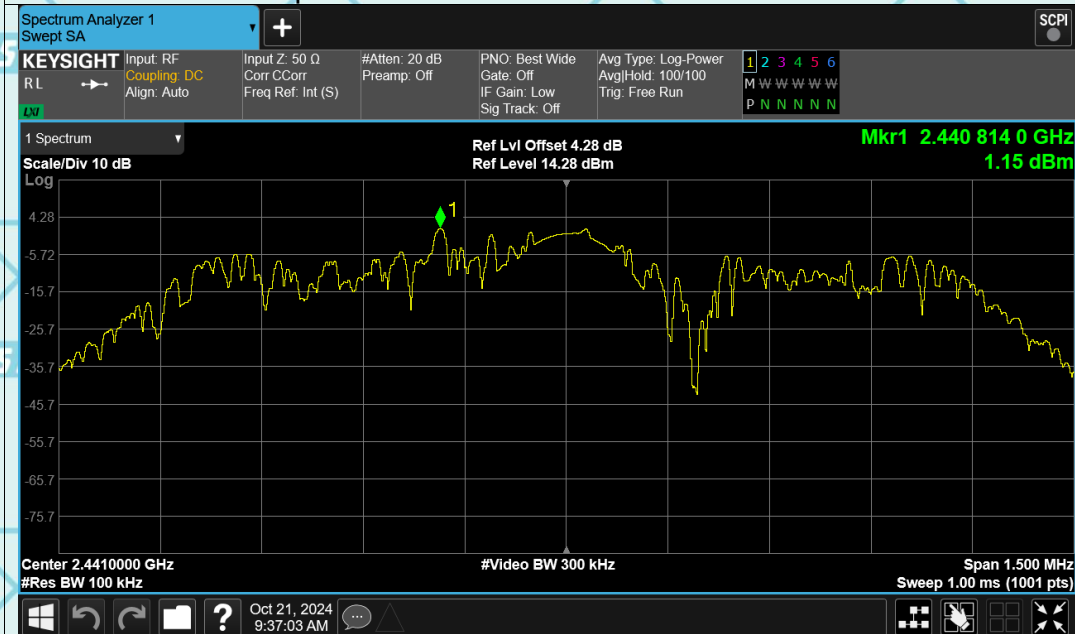 Spectrum Analyzer 1
Swept SA
+
SCPI
KEYSIGHT
RL
LXI
Input: RF
Coupling: DC
Align: Auto
Input Z: 50 Ω
Corr CCorr
Freq Ref: Int (S)
#Atten: 20 dB
Preamp: Off
PNO: Best Wide
Gate: Off
IF Gain: Low
Sig Track: Off
Avg Type: Log-Power
Avg|Hold: 100/100
Trig: Free Run
1 2 3 4 5 6
M W W W W W
P N N N N N
1 Spectrum
Scale/Div 10 dB
Log
Ref Lvl Offset 4.28 dB
Ref Level 14.28 dBm
Mkr1 2.440 814 0 GHz
1.15 dBm
1
4.28
-5.72
-15.7
-25.7
-35.7
-45.7
-55.7
-65.7
-75.7
Center 2.4410000 GHz
#Video BW 300 kHz
Span 1.500 MHz
#Res BW 100 kHz
Sweep 1.00 ms (1001 pts)
?
Oct 21, 2024
9:37:03 AM